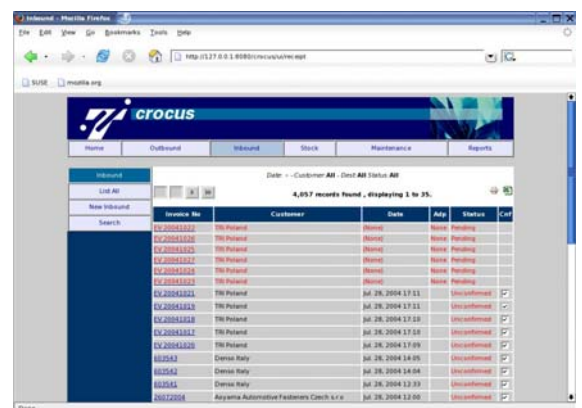 Inbound - Mozilla Firefox
File Edit View Go Bookmarks Tools Help
http://127.0.0.1:8080/crocus/ui/receipt
SUSE mozilla.org
crocus
Home Outbound Inbound Stock Maintenance Reports
Inbound
List All
New Inbound
Search
Date: - - Customer All - Dest All Status All
4,057 records found , displaying 1 to 35.
Invoice No Customer Date Adp Status Cnf
EV 20041022 TRi Poland (None) None Pending
EV 20041026 TRi Poland (None) None Pending
EV 20041025 TRi Poland (None) None Pending
EV 20041027 TRi Poland (None) None Pending
EV 20041024 TRi Poland (None) None Pending
EV 20041023 TRi Poland (None) None Pending
EV 20041021 TRi Poland Jul. 28, 2004 17:11 Unconfirmed
EV 20041019 TRi Poland Jul. 28, 2004 17:11 Unconfirmed
EV 20041018 TRi Poland Jul. 28, 2004 17:10 Unconfirmed
EV 20041017 TRi Poland Jul. 28, 2004 17:10 Unconfirmed
EV 20041020 TRi Poland Jul. 28, 2004 17:09 Unconfirmed
603543 Denso Italy Jul. 28, 2004 14:05 Unconfirmed
603542 Denso Italy Jul. 28, 2004 14:04 Unconfirmed
603541 Denso Italy Jul. 28, 2004 12:33 Unconfirmed
26072004 Aoyama Automotive Fasteners Czech s.r.o Jul. 28, 2004 12:00 Unconfirmed
Done